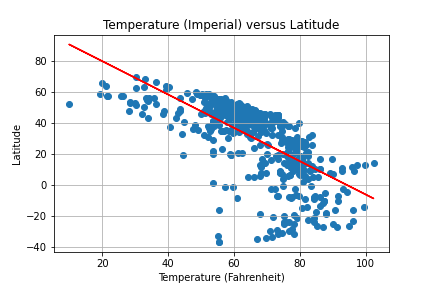 Temperature (Imperial) versus Latitude
Latitude
80
60
40
20
0
−20
−40
20 40 60 80 100
Temperature (Fahrenheit)